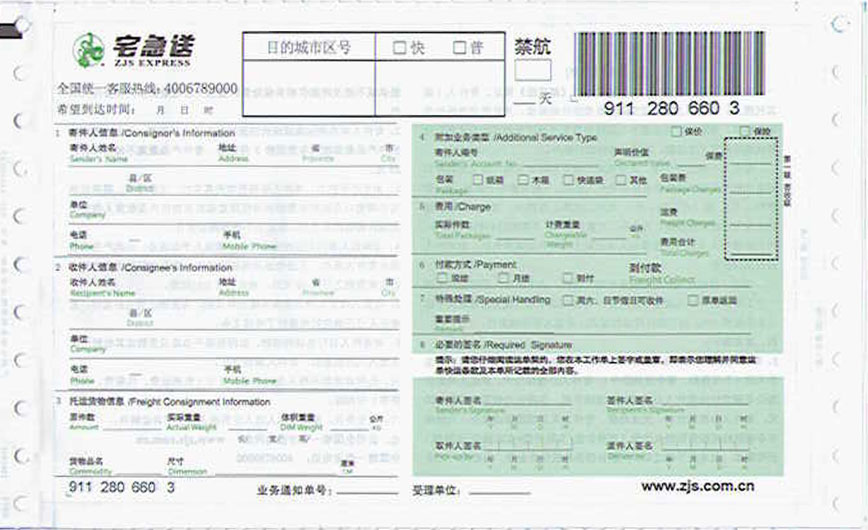 宅急送
ZJS EXPRESS
全国统一客服热线: 4006789000
希望到达时间: 月 日 时
目的城市区号 □快 □普
禁航
天
911 280 660 3
1 寄件人信息 /Consignor's Information
寄件人姓名 地址 省 市
Sender's Name Address Province City
县/区
District
单位
Company
电话 手机
Phone Mobile Phone
2 收件人信息 /Consignee's Information
收件人姓名 地址 省 市
Recipient's Name Address Province City
县/区
District
单位
Company
电话 手机
Phone Mobile Phone
3 托运货物信息 /Freight Consignment Information
原件数 实际重量 体积重量 公斤
Amount Actual Weight DIM Weight KG
长: 宽: 高:
货物品名 尺寸 厘米
Commodity Dimension CM
911 280 660 3
业务通知单号:
4 附加业务类型 /Additional Service Type □保价 □保险
寄件人编号 声明价值 保费
Sender's Account No. Declared Value
包装 □纸箱 □木箱 □快递袋 □其他 包装费
Package Package Charges
5 费用 /Charge 运费
实际件数 计费重量 公斤 Freight Charges
Total Packages Chargeable Weight KG
费用合计
Total Charges
6 付款方式 /Payment 到付款
□现结 □月结 □到付 Freight Collect
7 特殊处理 /Special Handling □周六、日节假日可收件 □原单返回
重要提示
Remark
8 必要的签名 /Required Signature
提示: 请您仔细阅读运单契约。您在本工作单上签字或盖章，即表示您理解并同意运
单快运条款及本单所记载的全部内容。
寄件人签名 签件人签名
Sender's Signature Recipient's Signature
年 月 日 时 年 月 日 时
Y M D H Y M D H
取件人签名 派件人签名
Pick-up by
年 月 日 时 年 月 日 时
Y M D H Y M D H
受理单位:
www.zjs.com.cn